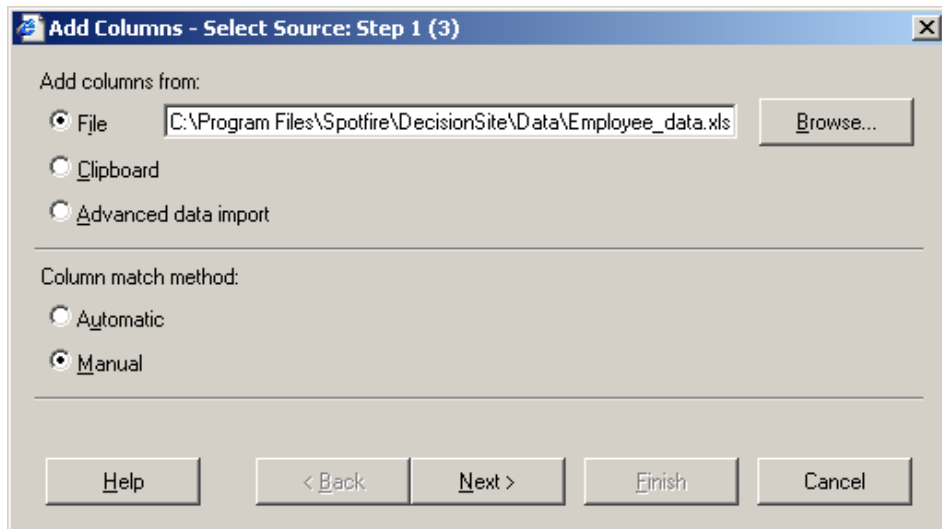 Add Columns - Select Source: Step 1 (3)
Add columns from:
File C:\Program Files\Spotfire\DecisionSite\Data\Employee_data.xls Browse...
Clipboard
Advanced data import
Column match method:
Automatic
Manual
Help < Back Next > Finish Cancel